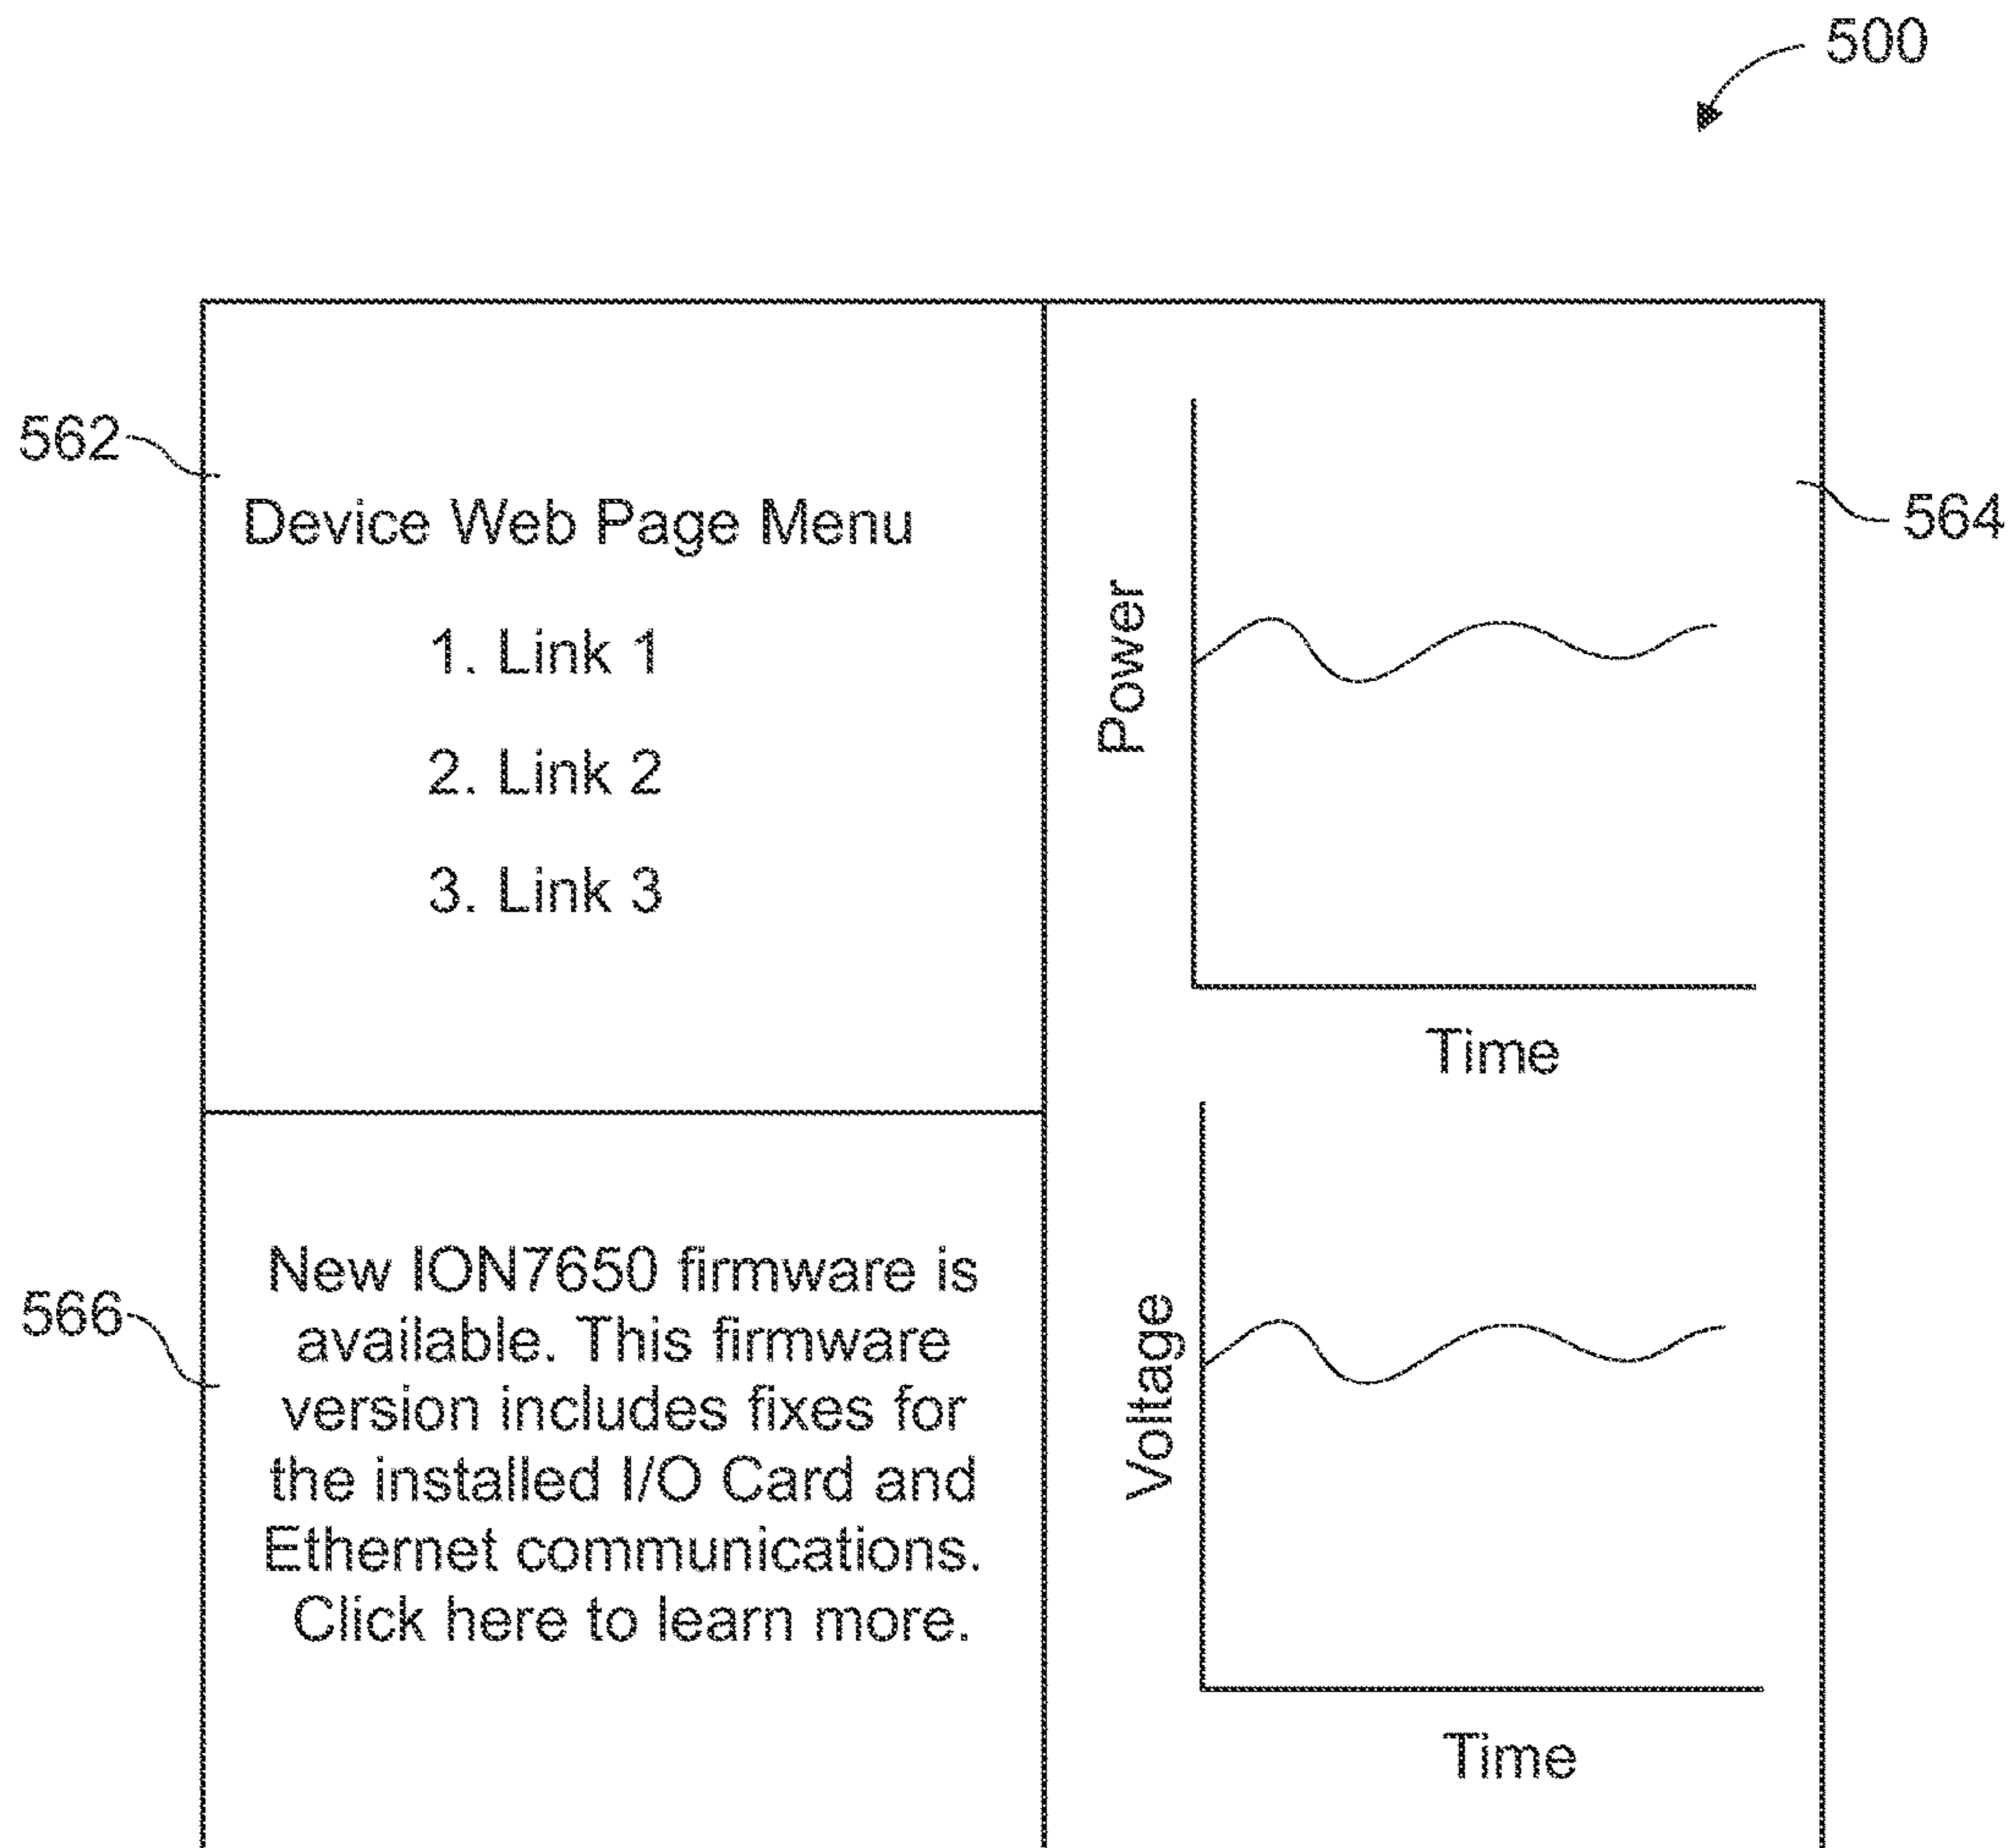 500
562
Device Web Page Menu
1. Link 1
2. Link 2
3. Link 3
564
Power
Time
566
New ION7650 firmware is
available. This firmware
version includes fixes for
the installed I/O Card and
Ethernet communications.
Click here to learn more.
Voltage
Time